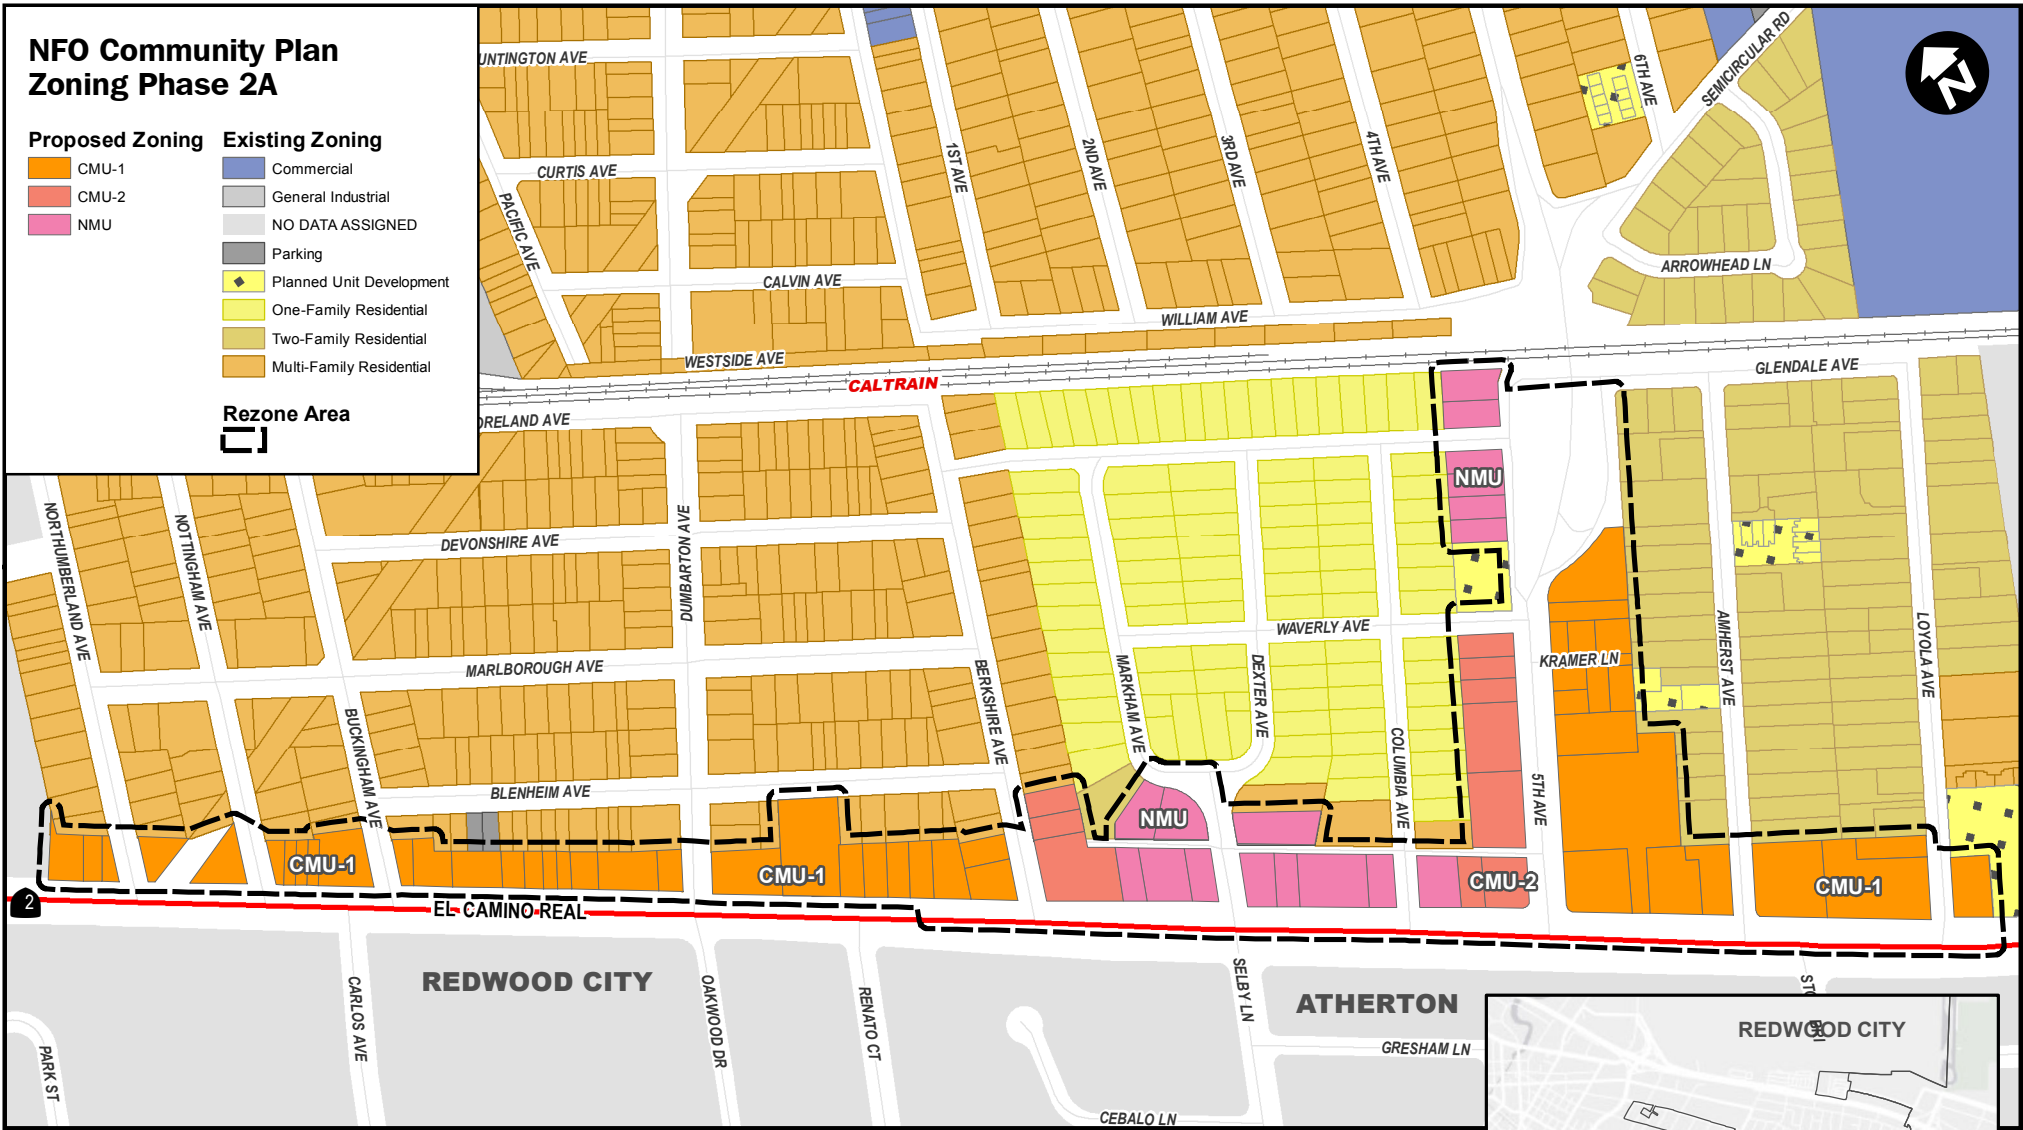 NFO Community Plan
Zoning Phase 2A
Proposed Zoning
CMU-1
CMU-2
NMU
Existing Zoning
Commercial
General Industrial
NO DATA ASSIGNED
Parking
Planned Unit Development
One-Family Residential
Two-Family Residential
Multi-Family Residential
Rezone Area
N
UNTINGTON AVE
CURTIS AVE
PACIFIC AVE
CALVIN AVE
1ST AVE
2ND AVE
3RD AVE
4TH AVE
6TH AVE
SEMICIRCULAR RD
ARROWHEAD LN
WILLIAM AVE
WESTSIDE AVE
CALTRAIN
GLENDALE AVE
ORELAND AVE
NORTHUMBERLAND AVE
NOTTINGHAM AVE
DEVONSHIRE AVE
DUMBARTON AVE
MARLBOROUGH AVE
BUCKINGHAM AVE
BLENHEIM AVE
BERKSHIRE AVE
MARKHAM AVE
DEXTER AVE
WAVERLY AVE
COLUMBIA AVE
5TH AVE
KRAMER LN
AMHERST AVE
LOYOLA AVE
NMU
NMU
CMU-1
CMU-1
CMU-2
CMU-1
2
EL CAMINO REAL
REDWOOD CITY
ATHERTON
PARK ST
CARLOS AVE
OAKWOOD DR
RENATO CT
SELBY LN
GRESHAM LN
CEBALO LN
REDWOOD CITY